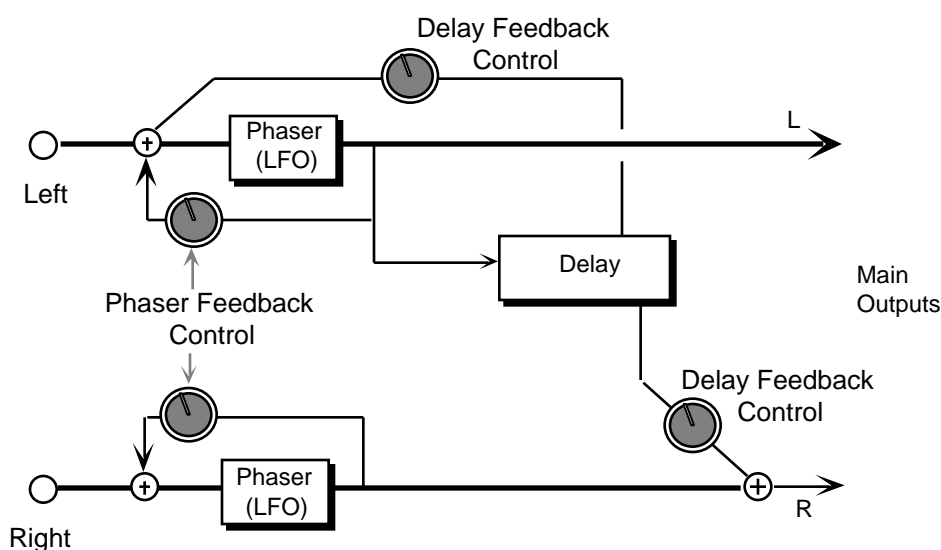 Delay Feedback
Control
L
Phaser
(LFO)
Left
Delay
Main
Outputs
Phaser Feedback
Control
Delay Feedback
Control
Phaser
(LFO)
R
Right